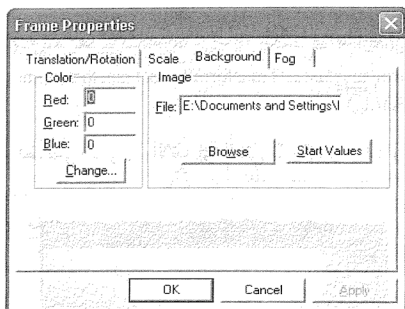 Frame Properties
Translation/Rotation Scale Background Fog
Color
Red: 0
Green: 0
Blue: 0
Change...
Image
File: E:\Documents and Settings\I
Browse Start Values
OK Cancel Apply